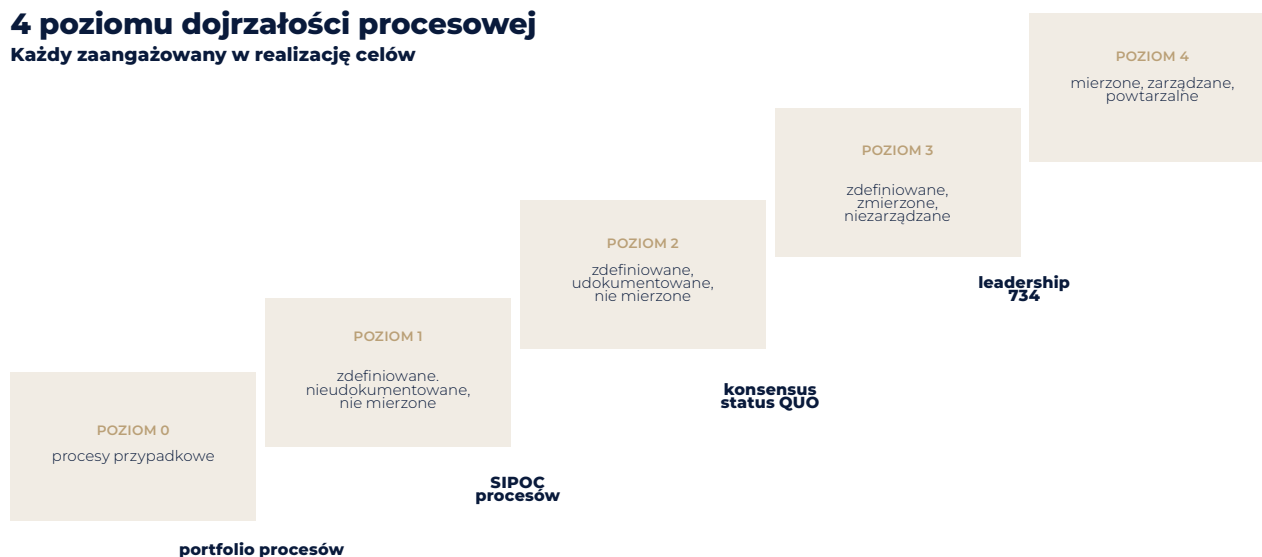 4 poziomu dojrzałości procesowej
Każdy zaangażowany w realizację celów
POZIOM 4
mierzone, zarządzane,
powtarzalne
POZIOM 3
zdefiniowane,
zmierzone,
niezarządzane
POZIOM 2
zdefiniowane,
udokumentowane,
nie mierzone
leadership
734
POZIOM 1
zdefiniowane.
nieudokumentowane,
nie mierzone
konsensus
status QUO
POZIOM 0
procesy przypadkowe
SIPOC
procesów
portfolio procesów